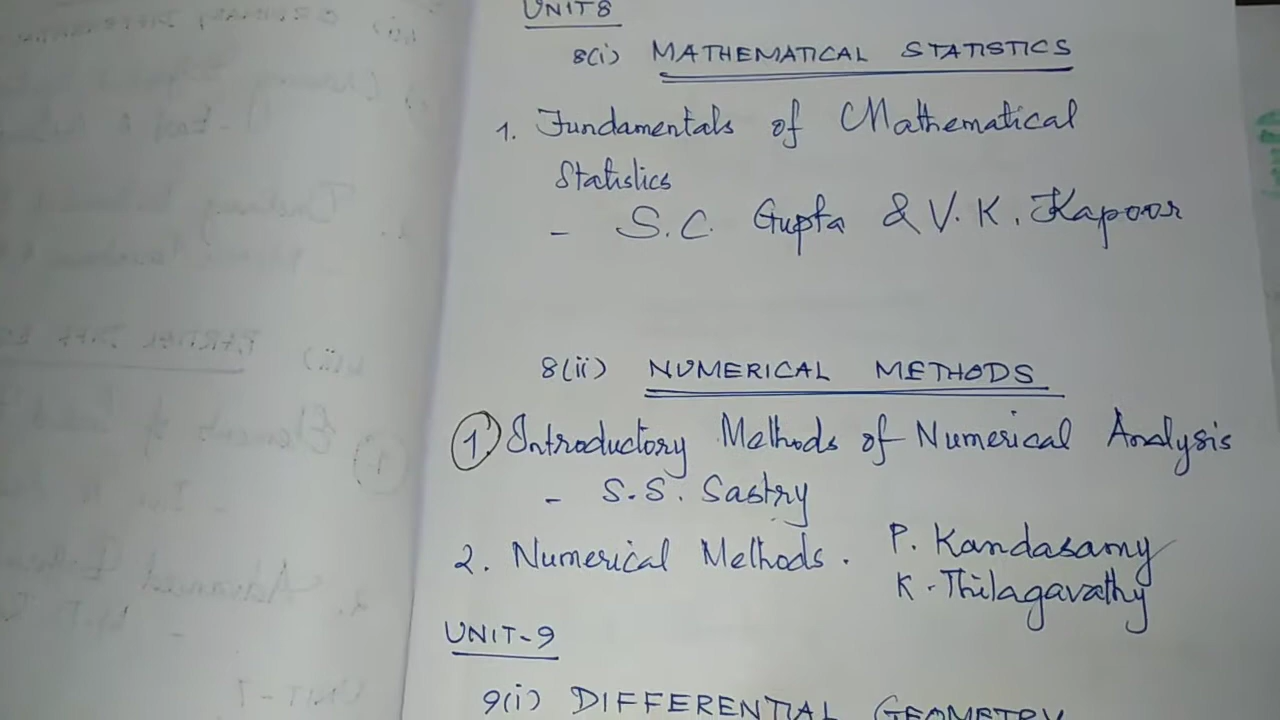 UNIT8
8(i) MATHEMATICAL STATISTICS
1. Fundamentals of Mathematical
Statistics
- S.C. Gupta & V.K. Kapoor
8(ii) NUMERICAL METHODS
1. Introductory Methods of Numerical Analysis
- S.S. Sastry
2. Numerical Methods. P. Kandasamy
K. Thilagavathy
UNIT-9
9(i) DIFFERENTIAL GEOMETRY